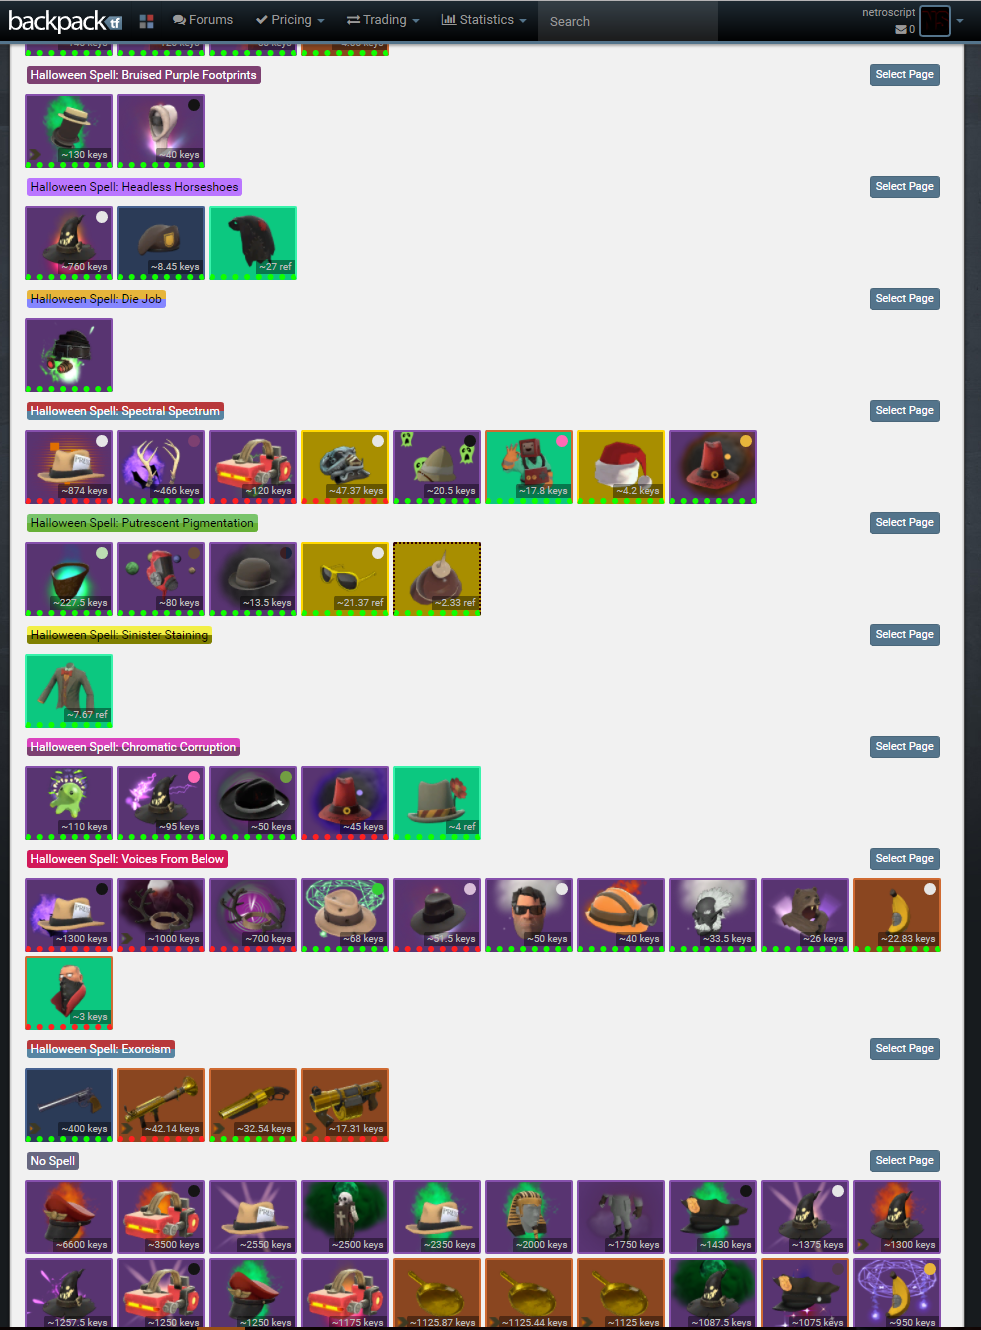 backpack.tf Forums Pricing Trading Statistics Search netroscript
0
Halloween Spell: Bruised Purple Footprints Select Page
~130 keys ~40 keys
Halloween Spell: Headless Horseshoes Select Page
~760 keys ~8.45 keys ~27 ref
Halloween Spell: Die Job Select Page
Halloween Spell: Spectral Spectrum Select Page
~874 keys ~466 keys ~120 keys ~47.37 keys ~20.5 keys ~17.8 keys ~4.2 keys
Halloween Spell: Putrescent Pigmentation Select Page
~227.5 keys ~80 keys ~13.5 keys ~21.37 ref ~2.33 ref
Halloween Spell: Sinister Staining Select Page
~7.67 ref
Halloween Spell: Chromatic Corruption Select Page
~110 keys ~95 keys ~50 keys ~45 keys ~4 ref
Halloween Spell: Voices From Below Select Page
~1300 keys ~1000 keys ~700 keys ~68 keys ~51.5 keys ~50 keys ~40 keys ~33.5 keys ~26 keys ~22.83 keys
~3 keys
Halloween Spell: Exorcism Select Page
~400 keys ~42.14 keys ~32.54 keys ~17.31 keys
No Spell Select Page
~6600 keys ~3500 keys ~2550 keys ~2500 keys ~2350 keys ~2000 keys ~1750 keys ~1430 keys ~1375 keys ~1300 keys
~1257.5 keys ~1250 keys ~1250 keys ~1175 keys ~1125.87 keys ~1125.44 keys ~1125 keys ~1087.5 keys ~1075 keys ~950 keys